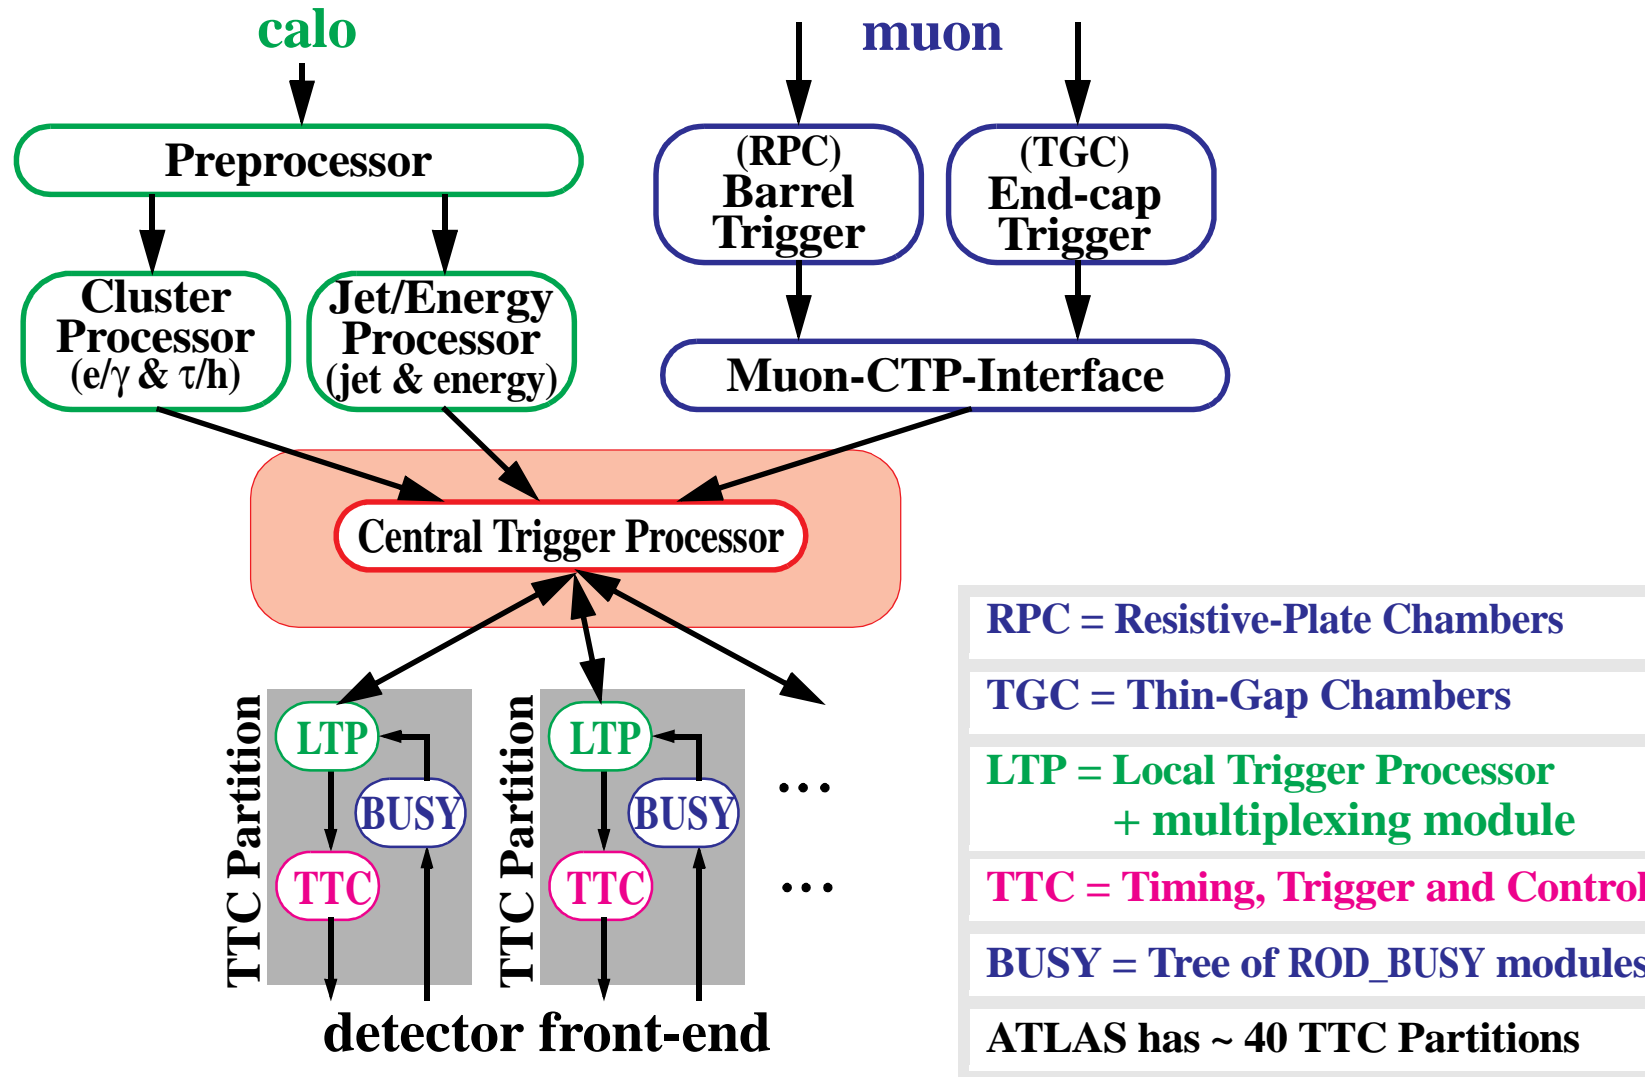 calo
muon
Preprocessor
(RPC)
Barrel
Trigger
(TGC)
End-cap
Trigger
Cluster
Processor
(e/γ & τ/h)
Jet/Energy
Processor
(jet & energy)
Muon-CTP-Interface
Central Trigger Processor
TTC Partition
LTP
BUSY
TTC
TTC Partition
LTP
BUSY
TTC
...
...
detector front-end
RPC = Resistive-Plate Chambers
TGC = Thin-Gap Chambers
LTP = Local Trigger Processor
+ multiplexing module
TTC = Timing, Trigger and Control
BUSY = Tree of ROD_BUSY modules
ATLAS has ~ 40 TTC Partitions